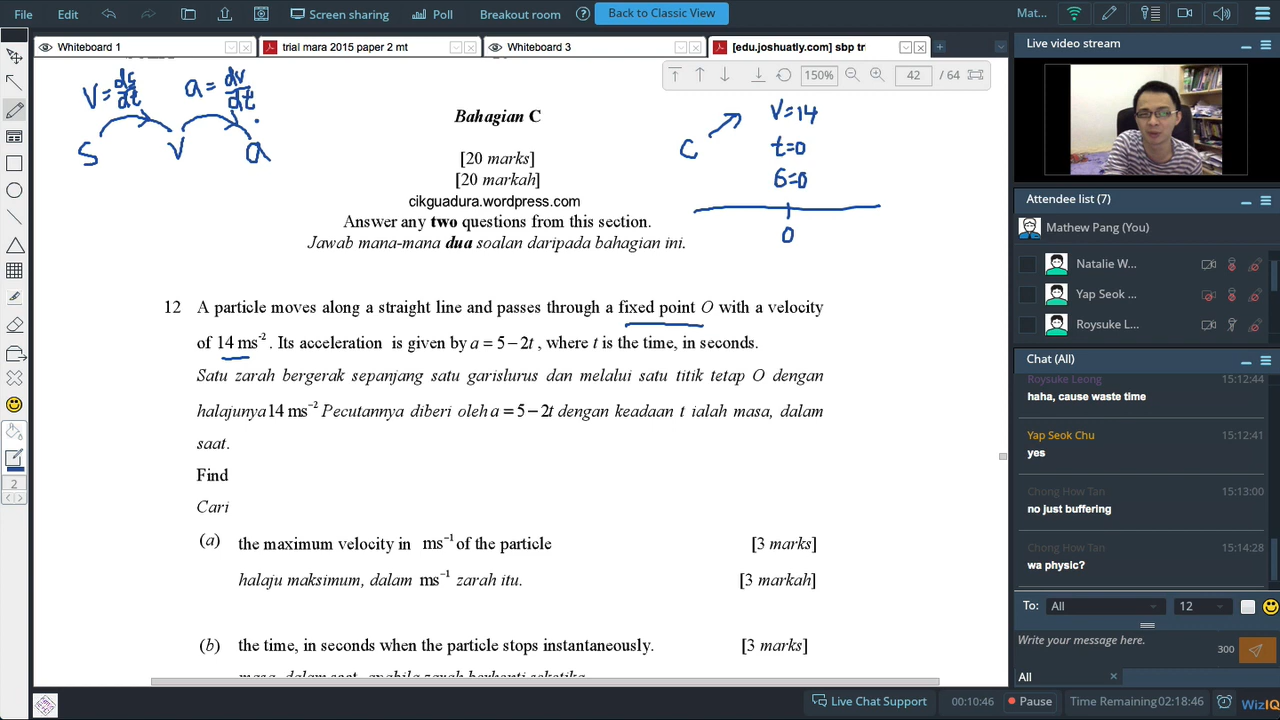 File
Edit
Screen sharing
Poll
Breakout room
Back to Classic View
Mat...
Whiteboard 1
trial mara 2015 paper 2 mt
Whiteboard 3
[edu.joshuatly.com] sbp tr
150%
42 / 64
V = ds/dt
a = dv/dt
S V a
C
V=14
t=0
S=0
0
Bahagian C
[20 marks]
[20 markah]
cikguadura.wordpress.com
Answer any two questions from this section.
Jawab mana-mana dua soalan daripada bahagian ini.
12 A particle moves along a straight line and passes through a fixed point O with a velocity
of 14 ms⁻². Its acceleration is given by a = 5 − 2t, where t is the time, in seconds.
Satu zarah bergerak sepanjang satu garislurus dan melalui satu titik tetap O dengan
halajunya 14 ms⁻² Pecutannya diberi oleh a = 5 − 2t dengan keadaan t ialah masa, dalam
saat.
Find
Cari
(a) the maximum velocity in ms⁻¹ of the particle [3 marks]
halaju maksimum, dalam ms⁻¹ zarah itu. [3 markah]
(b) the time, in seconds when the particle stops instantaneously. [3 marks]
masa, dalam saat, apabila zarah berhenti seketika
2
Live video stream
Attendee list (7)
Mathew Pang (You)
Natalie W...
Yap Seok ...
Roysuke L...
Chat (All)
Roysuke Leong 15:12:44
haha, cause waste time
Yap Seok Chu 15:12:41
yes
Chong How Tan 15:13:00
no just buffering
Chong How Tan 15:14:28
wa physic?
To: All 12
Write your message here.
300
All
Live Chat Support
00:10:46
Pause
Time Remaining 02:18:46
WizIQ